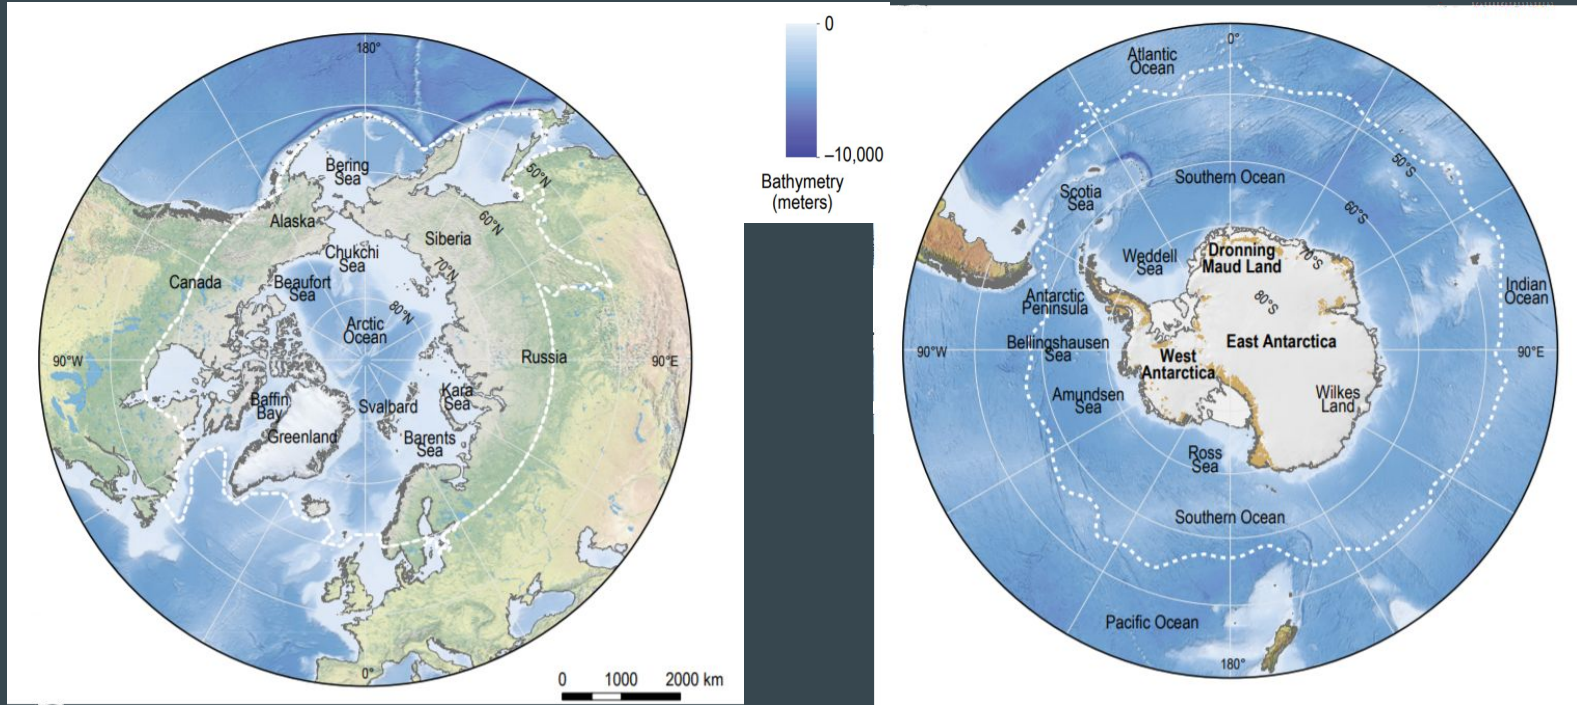 180°
Bering
Sea
50°N
60°N
Alaska
Siberia
Chukchi
Sea
70°N
Canada
Beaufort
Sea
80°N
Arctic
Ocean
90°W
Russia
90°E
Kara
Sea
Baffin
Bay
Svalbard
Greenland
Barents
Sea
0°
0 1000 2000 km
0
–10,000
Bathymetry
(meters)
0°
Atlantic
Ocean
50°S
Southern Ocean
Scotia
Sea
60°S
Weddell
Sea
Dronning
Maud Land
70°S
80°S
Antarctic
Peninsula
Indian
Ocean
Bellingshausen
Sea
East Antarctica
90°W
90°E
West
Antarctica
Amundsen
Sea
Wilkes
Land
Ross
Sea
Southern Ocean
Pacific Ocean
180°